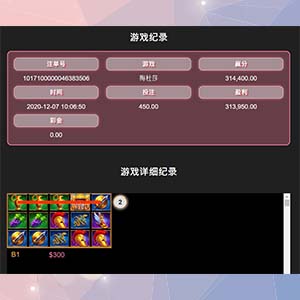 游戏纪录
注单号 游戏 赢分
1017100000046383506 梅杜莎 314,400.00
时间 投注 盈利
2020-12-07 10:06:50 450.00 313,950.00
彩金
0.00
游戏详细纪录
2
B1 $300